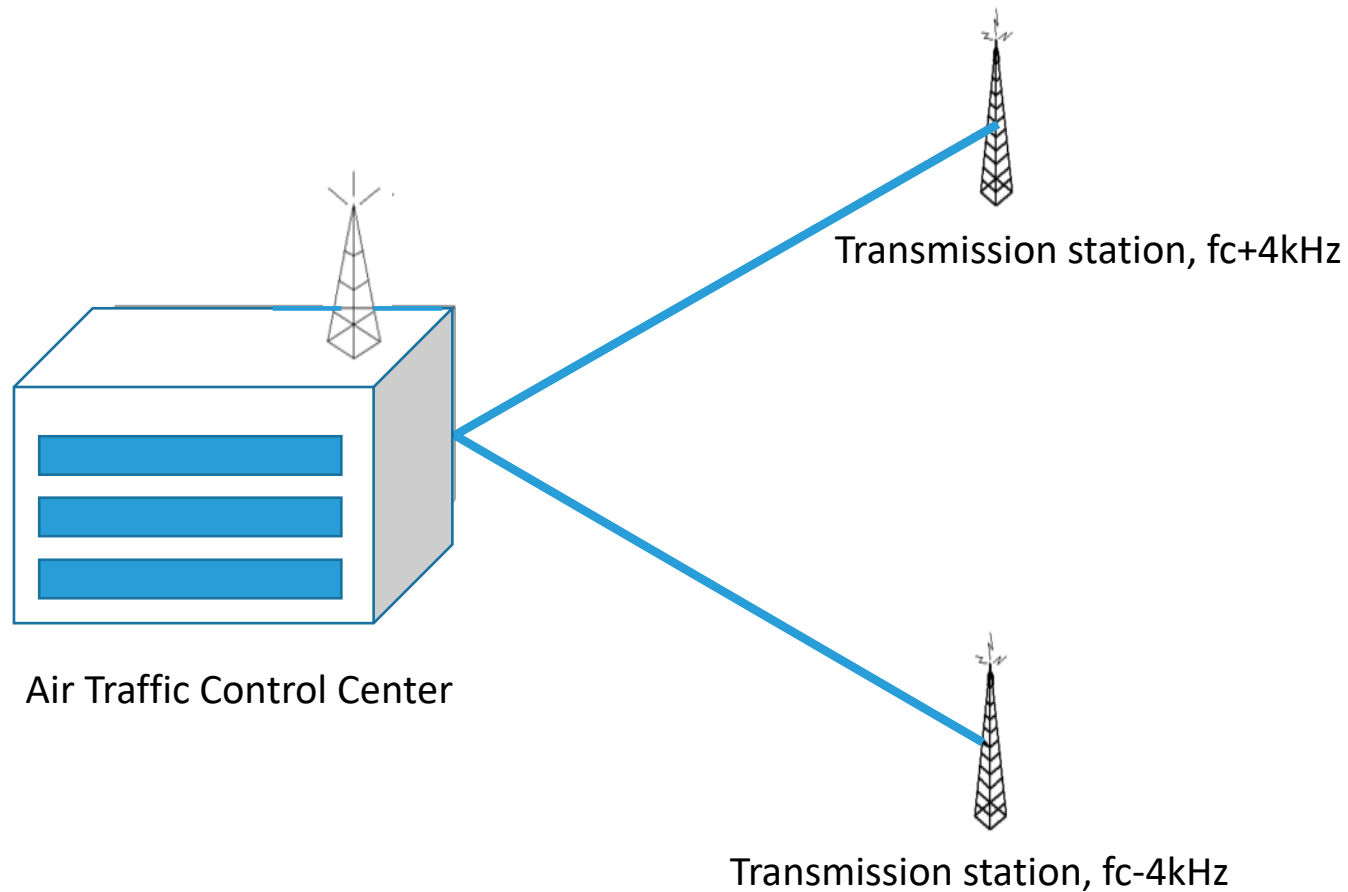 Transmission station, fc+4kHz
Air Traffic Control Center
Transmission station, fc-4kHz